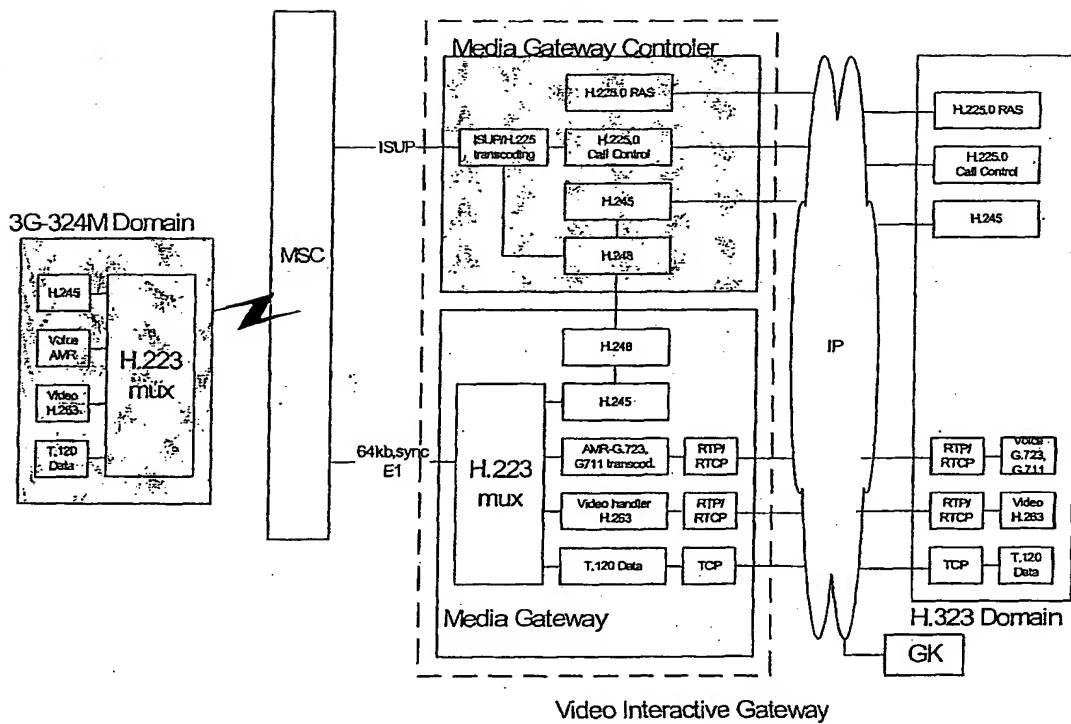 Media Gateway Controler
H.225.0 RAS
ISUP
ISUP/H.225
transcoding
H.225.0
Call Control
H.245
H.248
3G-324M Domain
H.245
Voice
AMR
Video
H.263
T.120
Data
H.223
mux
MSC
64kb,sync
E1
H.248
H.245
H.223
mux
AMR-G.723,
G711 transcod.
RTP/
RTCP
Video handler
H.263
RTP/
RTCP
T.120 Data
TCP
Media Gateway
Video Interactive Gateway
IP
GK
H.225.0 RAS
H.225.0
Call Control
H.245
RTP/
RTCP
Voice
G.723,
G.711
RTP/
RTCP
Video
H.263
TCP
T.120
Data
H.323 Domain